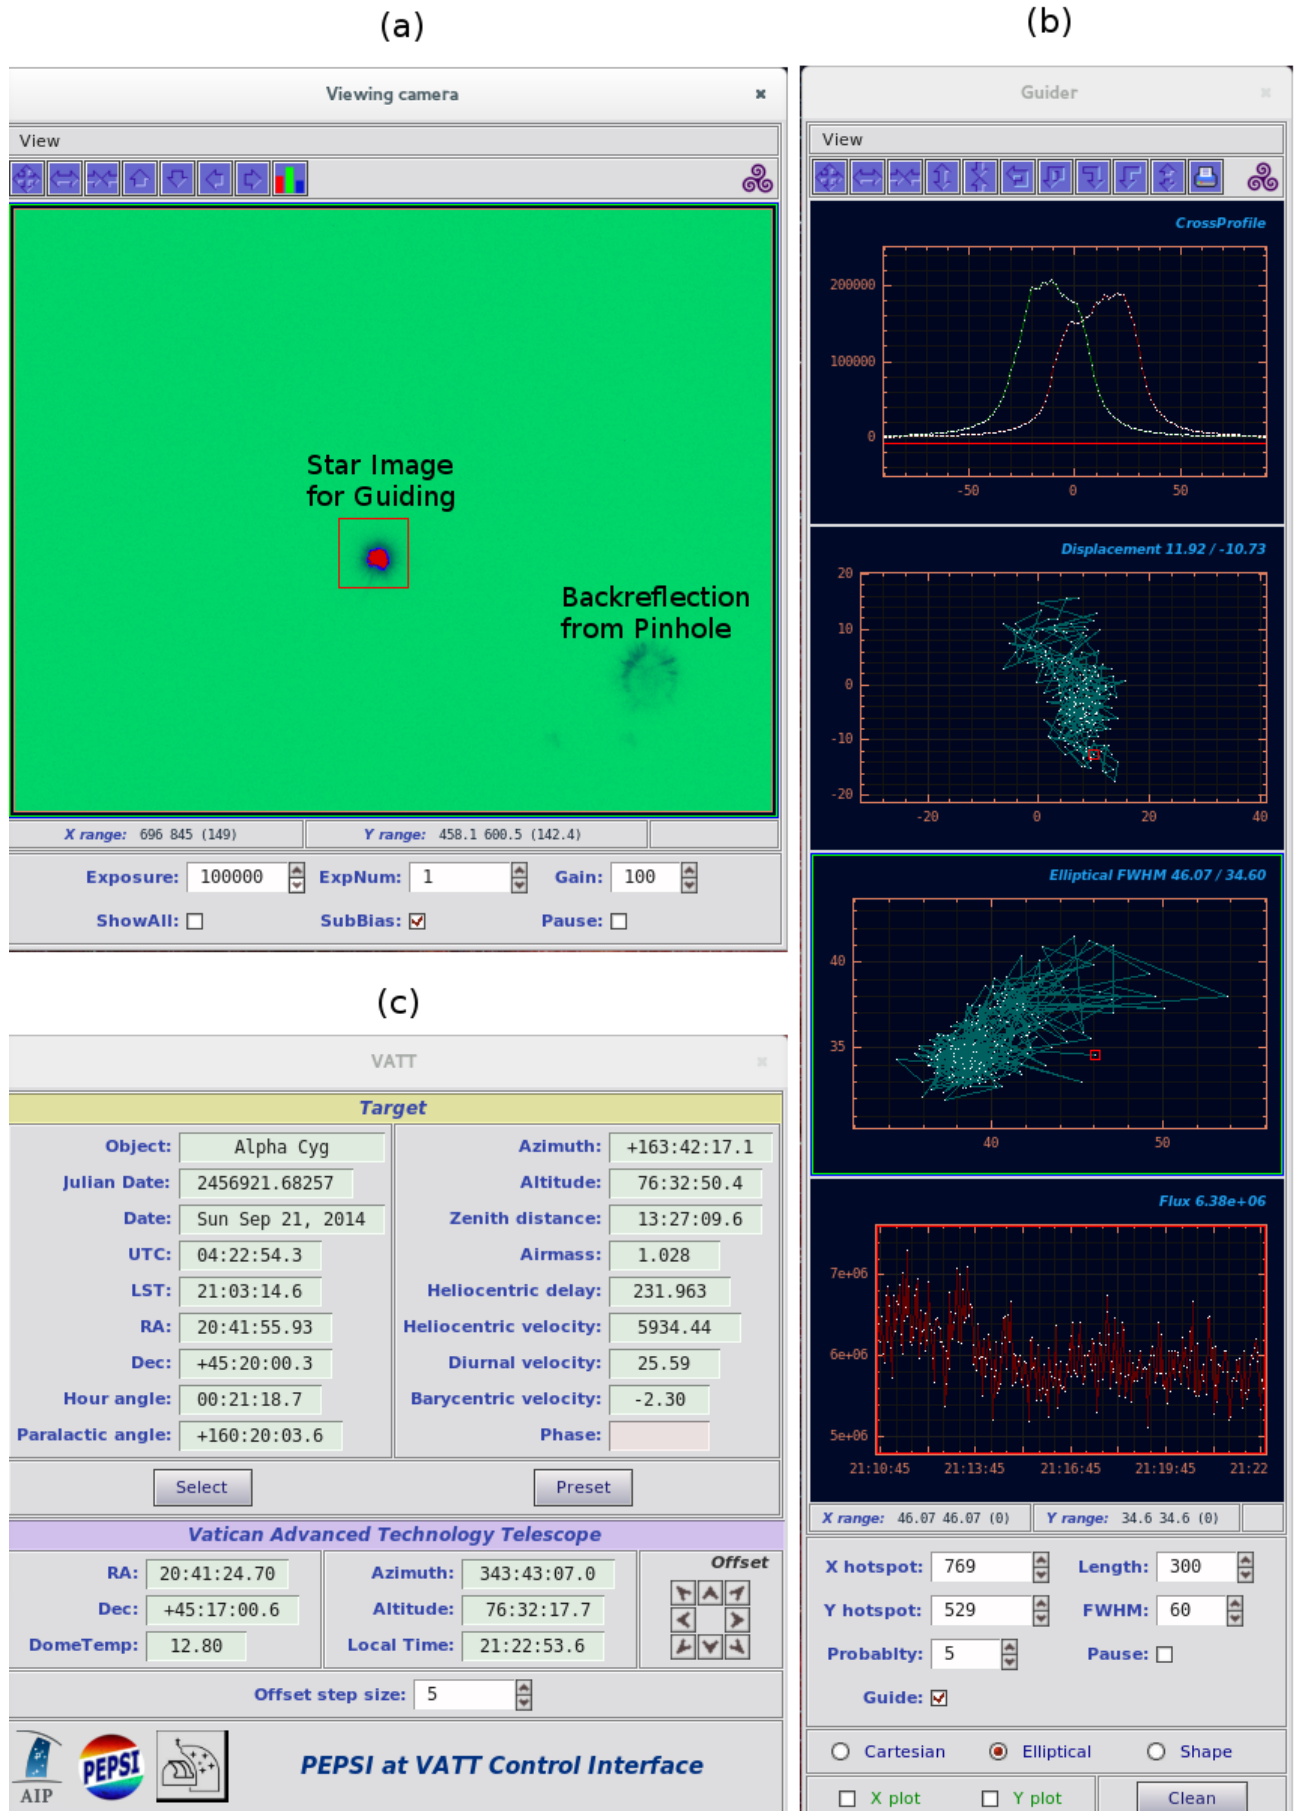 (a)
Viewing camera
View
Star Image
for Guiding
Backreflection
from Pinhole
X range: 696 845 (149)
Y range: 458.1 600.5 (142.4)
Exposure: 100000
ExpNum: 1
Gain: 100
ShowAll:
SubBias:
Pause:
(b)
Guider
View
CrossProfile
200000
100000
0
-50 0 50
Displacement 11.92 / -10.73
20
10
0
-10
-20
-20 0 20 40
Elliptical FWHM 46.07 / 34.60
40
35
40 50
Flux 6.38e+06
7e+06
6e+06
5e+06
21:10:45 21:13:45 21:16:45 21:19:45 21:22
X range: 46.07 46.07 (0)
Y range: 34.6 34.6 (0)
X hotspot: 769
Length: 300
Y hotspot: 529
FWHM: 60
Probablty: 5
Pause:
Guide:
Cartesian
Elliptical
Shape
X plot
Y plot
Clean
(c)
VATT
Target
Object: Alpha Cyg
Julian Date: 2456921.68257
Date: Sun Sep 21, 2014
UTC: 04:22:54.3
LST: 21:03:14.6
RA: 20:41:55.93
Dec: +45:20:00.3
Hour angle: 00:21:18.7
Paralactic angle: +160:20:03.6
Azimuth: +163:42:17.1
Altitude: 76:32:50.4
Zenith distance: 13:27:09.6
Airmass: 1.028
Heliocentric delay: 231.963
Heliocentric velocity: 5934.44
Diurnal velocity: 25.59
Barycentric velocity: -2.30
Phase:
Select
Preset
Vatican Advanced Technology Telescope
RA: 20:41:24.70
Dec: +45:17:00.6
DomeTemp: 12.80
Azimuth: 343:43:07.0
Altitude: 76:32:17.7
Local Time: 21:22:53.6
Offset
Offset step size: 5
AIP
PEPSI
PEPSI at VATT Control Interface